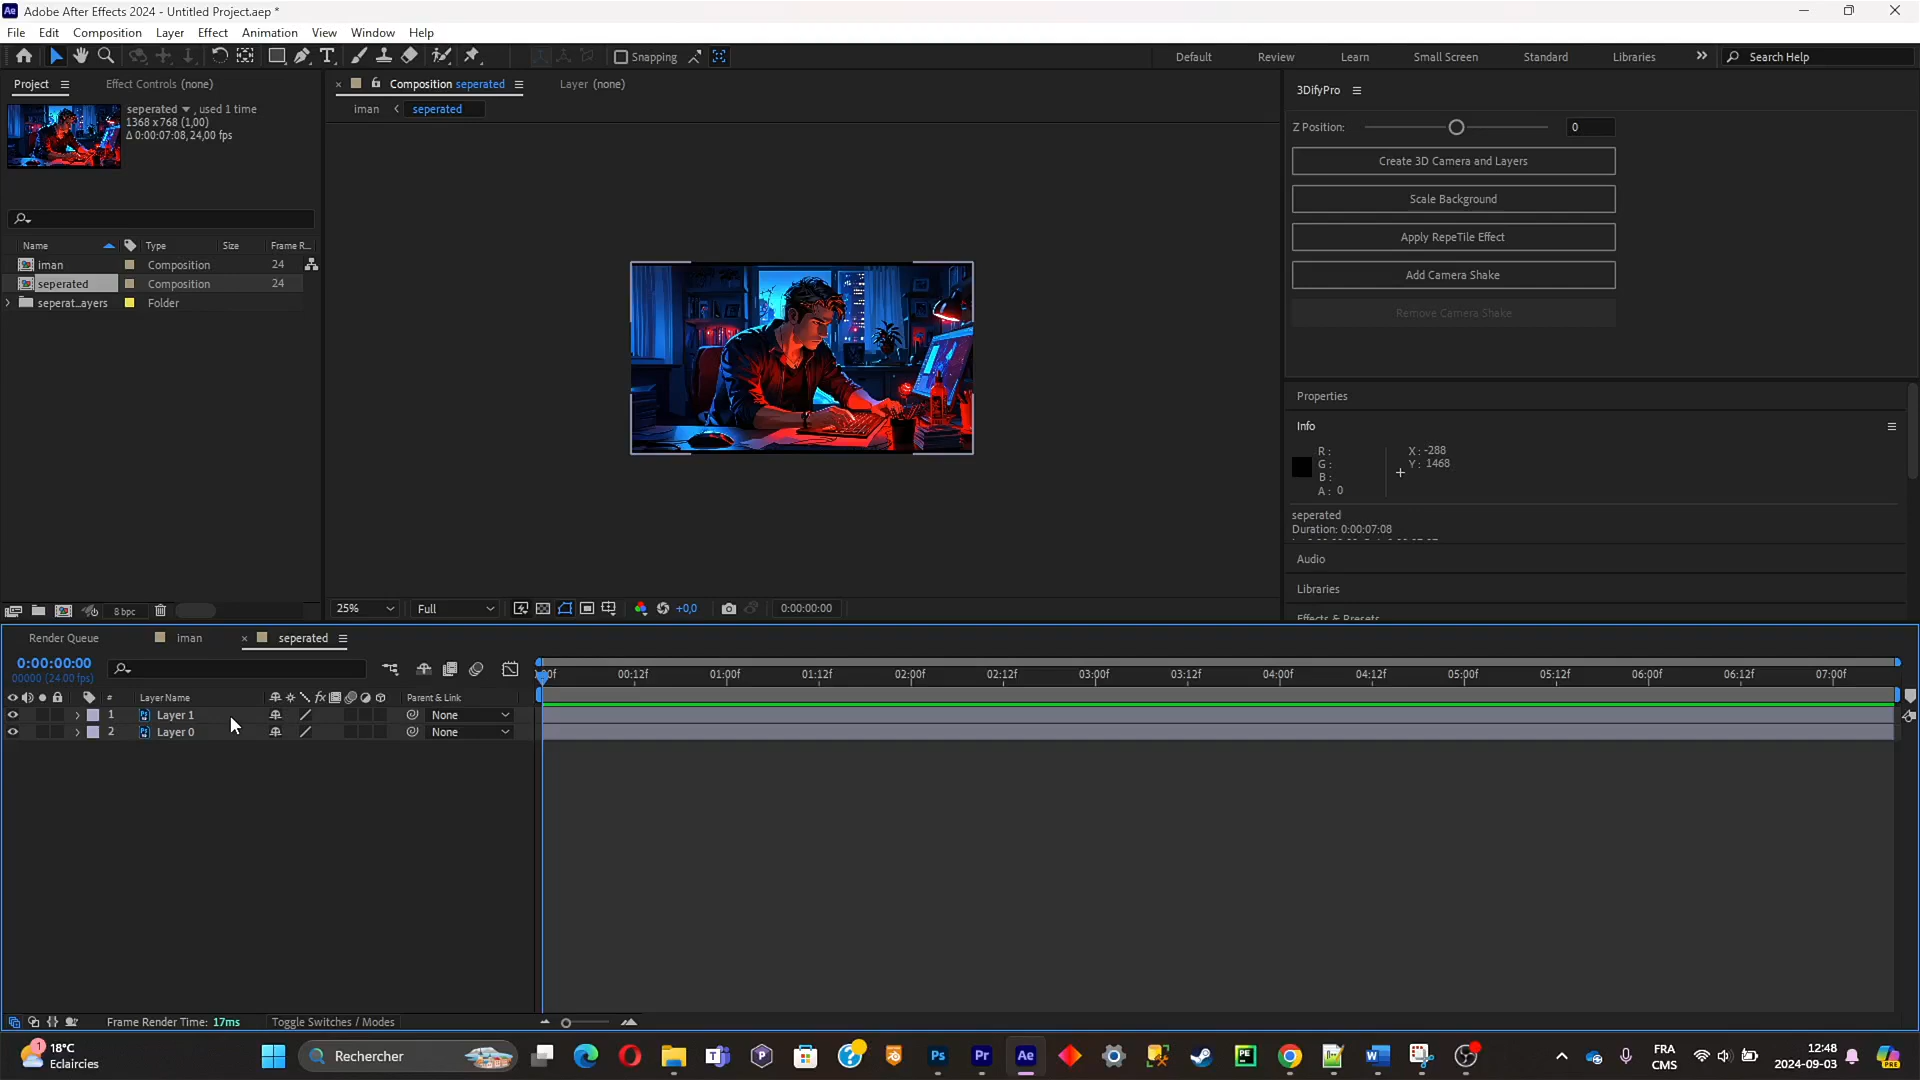 Adobe After Effects 2024 - Untitled Project.aep *
File Edit Composition Layer Effect Animation View Window Help
Snapping Default Review Learn Small Screen Standard Libraries Search Help
Project Effect Controls (none)
seperated , used 1 time
1368 x 768 (1,00)
Δ 0:00:07:08, 24,00 fps
Name Type Size Frame R...
iman Composition 24
seperated Composition 24
seperat...ayers Folder
8 bpc
Composition seperated Layer (none)
iman seperated
25% Full +0,0 0:00:00:00
3DifyPro
Z Position: 0
Create 3D Camera and Layers
Scale Background
Apply RepeTile Effect
Add Camera Shake
Remove Camera Shake
Properties
Info
R :
G :
B :
A : 0
X : -288
Y : 1468
seperated
Duration: 0:00:07:08
Audio
Libraries
Effects & Presets
Render Queue iman seperated
0:00:00:00
00000 (24.00 fps)
00:12f 01:00f 01:12f 02:00f 02:12f 03:00f 03:12f 04:00f 04:12f 05:00f 05:12f 06:00f 06:12f 07:00f
# Layer Name fx Parent & Link
1 Layer 1 None
2 Layer 0 None
Frame Render Time: 17ms Toggle Switches / Modes
1
18°C
Eclaircies
Rechercher
Ps Pr Ae PE
FRA
CMS
12:48
2024-09-03
PRE